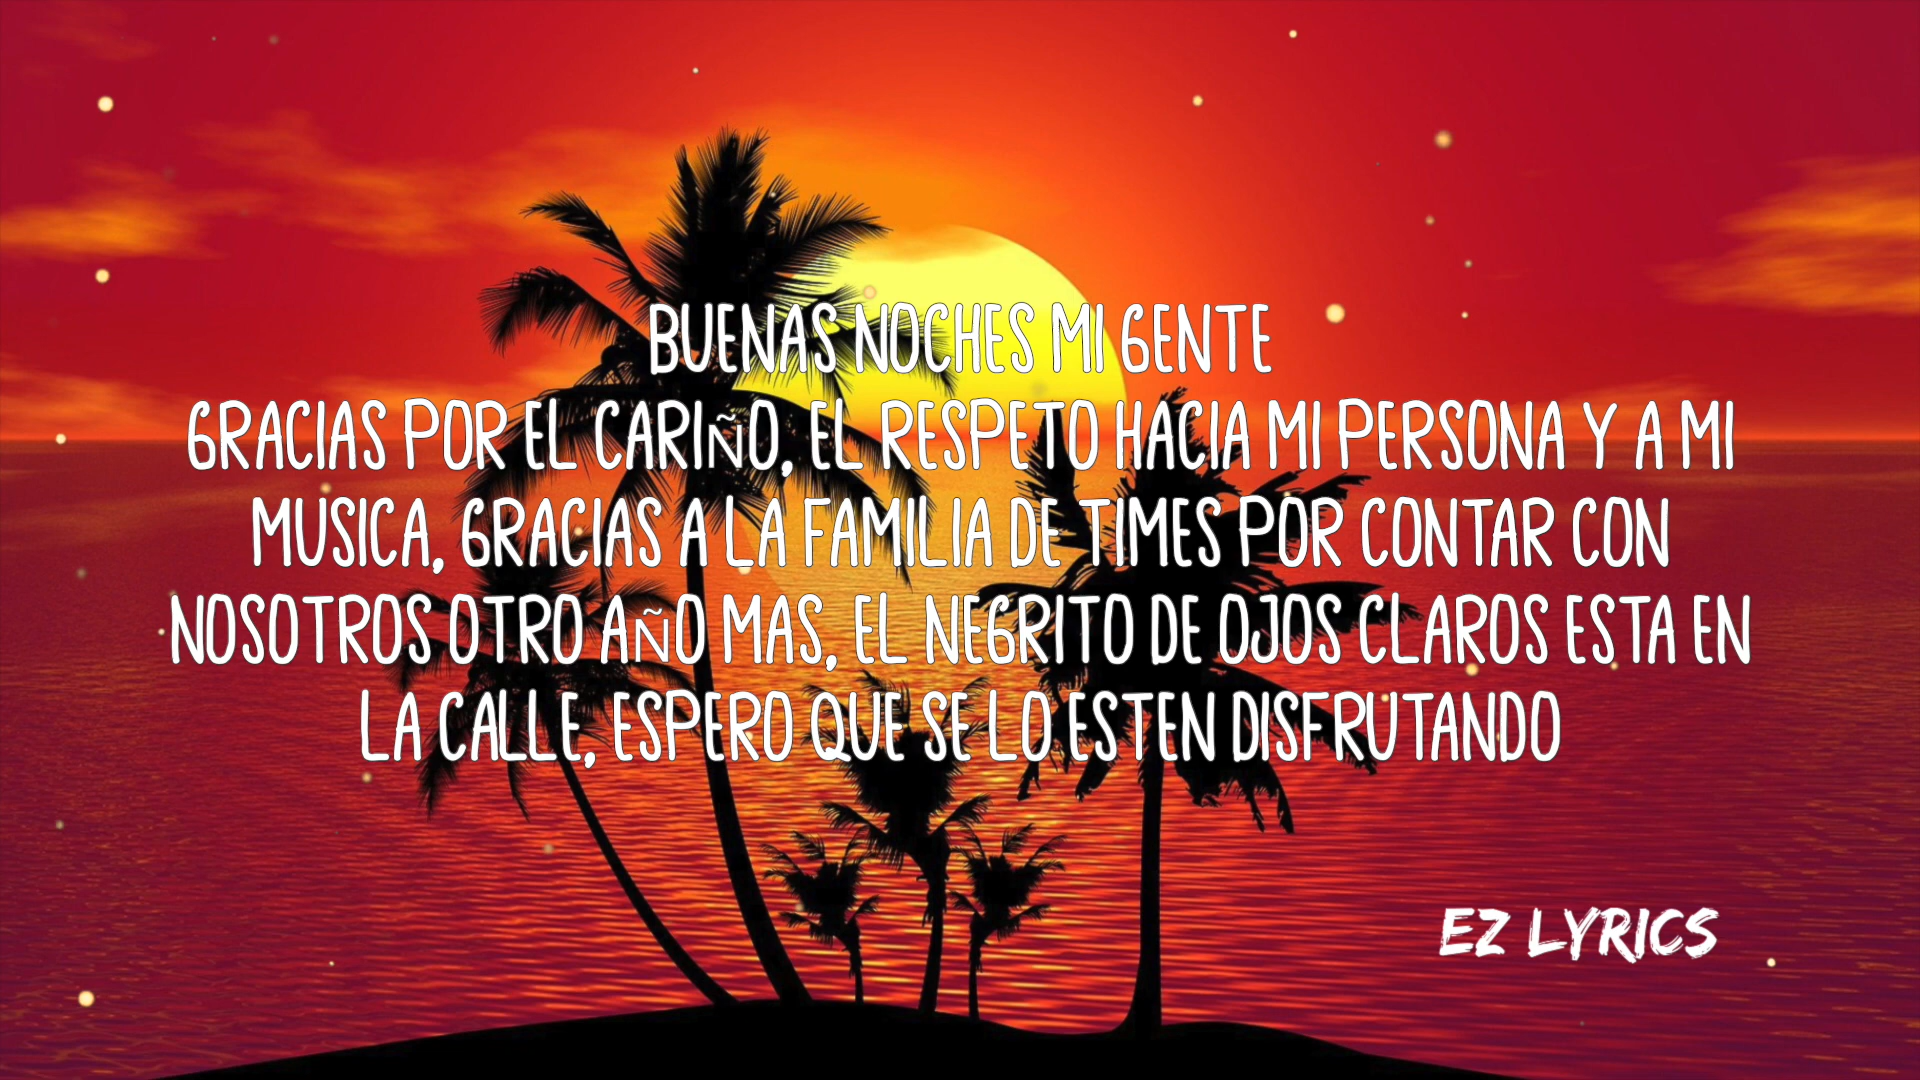 BUENAS NOCHES MI GENTE
GRACIAS POR EL CARIÑO, EL RESPETO HACIA MI PERSONA Y A MI
MUSICA, GRACIAS A LA FAMILIA DE TIMES POR CONTAR CON
NOSOTROS OTRO AÑO MAS, EL NEGRITO DE OJOS CLAROS ESTA EN
LA CALLE, ESPERO QUE SE LO ESTEN DISFRUTANDO
EZ LYRICS